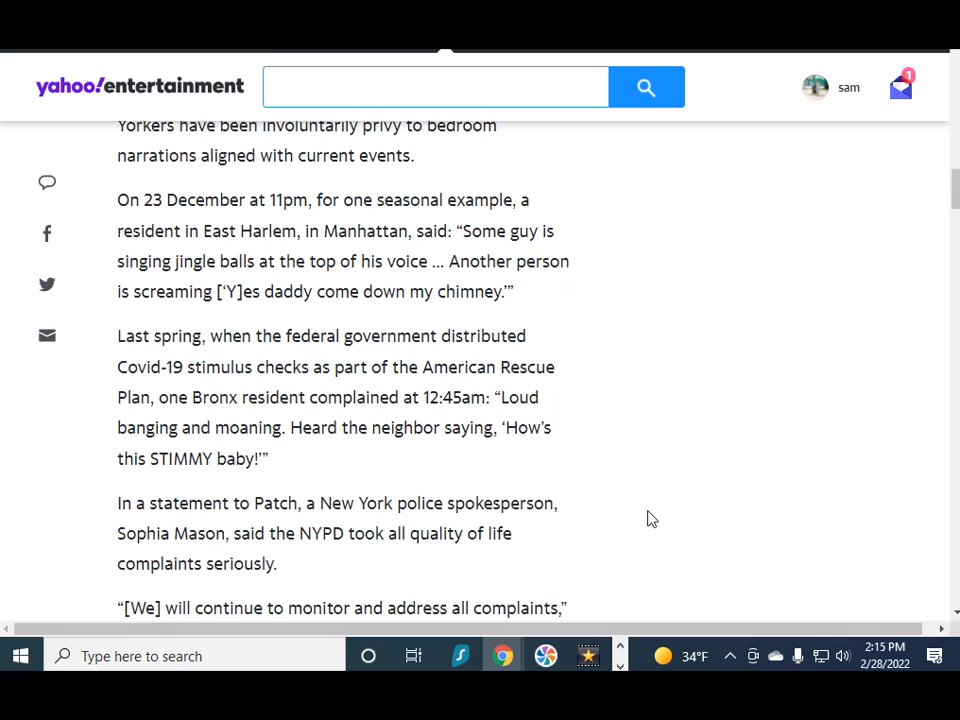 yahoo!entertainment
sam
1
Yorkers have been involuntarily privy to bedroom
narrations aligned with current events.
On 23 December at 11pm, for one seasonal example, a
resident in East Harlem, in Manhattan, said: “Some guy is
singing jingle balls at the top of his voice ... Another person
is screaming [‘Y]es daddy come down my chimney.’”
Last spring, when the federal government distributed
Covid-19 stimulus checks as part of the American Rescue
Plan, one Bronx resident complained at 12:45am: “Loud
banging and moaning. Heard the neighbor saying, ‘How’s
this STIMMY baby!’”
In a statement to Patch, a New York police spokesperson,
Sophia Mason, said the NYPD took all quality of life
complaints seriously.
“[We] will continue to monitor and address all complaints,”
Type here to search
34°F
2:15 PM
2/28/2022